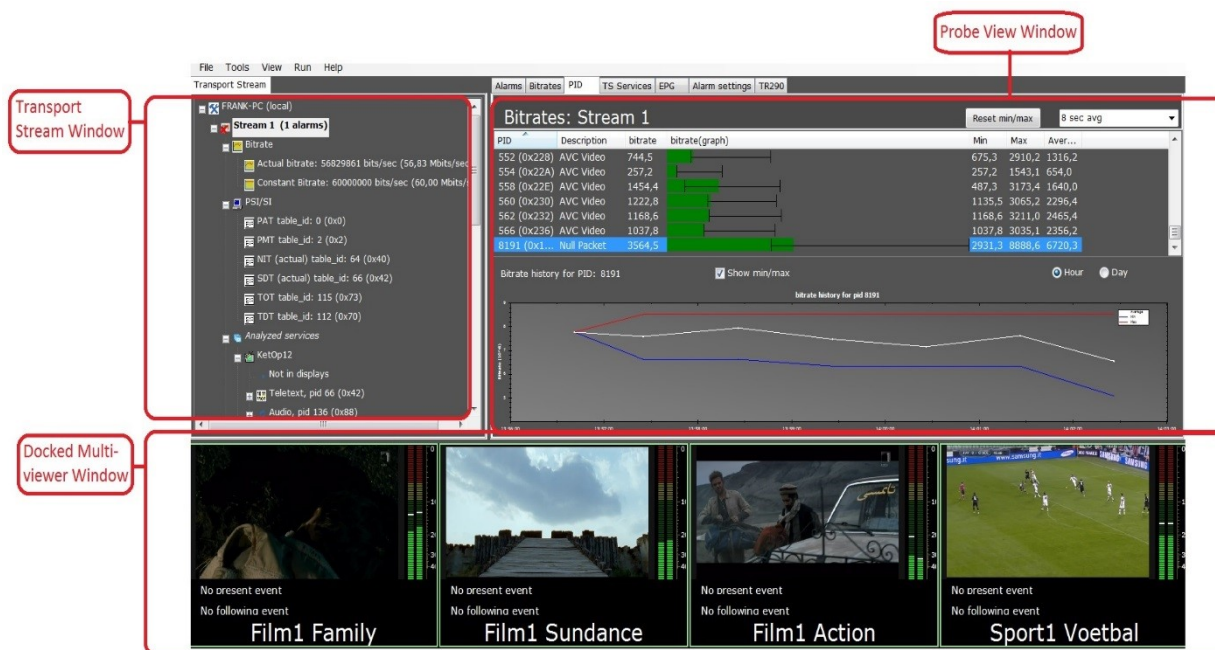 Probe View Window
File Tools View Run Help
Transport Stream
Alarms Bitrates PID TS Services EPG Alarm settings TR290
Transport Stream Window
FRANK-PC (local)
Stream 1 (1 alarms)
Bitrate
Actual bitrate: 56829861 bits/sec (56,83 Mbits/sec
Constant Bitrate: 60000000 bits/sec (60,00 Mbits/s
PSI/SI
PAT table_id: 0 (0x0)
PMT table_id: 2 (0x2)
NIT (actual) table_id: 64 (0x40)
SDT (actual) table_id: 66 (0x42)
TOT table_id: 115 (0x73)
TDT table_id: 112 (0x70)
Analyzed services
KetOp12
Not in displays
Teletext, pid 66 (0x42)
Audio, pid 136 (0x88)
Bitrates: Stream 1
Reset min/max
8 sec avg
PID Description bitrate bitrate(graph) Min Max Aver...
552 (0x228) AVC Video 744,5 675,3 2910,2 1316,2
554 (0x22A) AVC Video 257,2 257,2 1543,1 654,0
558 (0x22E) AVC Video 1454,4 487,3 3173,4 1640,0
560 (0x230) AVC Video 1222,8 1135,5 3065,2 2296,4
562 (0x232) AVC Video 1168,6 1168,6 3211,0 2465,4
566 (0x236) AVC Video 1037,8 1037,8 3035,1 2356,2
8191 (0x1... Null Packet 3564,5 2931,3 8888,6 6720,3
Bitrate history for PID: 8191
Show min/max
Hour Day
bitrate history for pid 8191
Docked Multi-
viewer Window
www.samsung.it
SAMSUNG
No present event
No following event
Film1 Family
No present event
No following event
Film1 Sundance
No present event
No following event
Film1 Action
No present event
No following event
Sport1 Voetbal